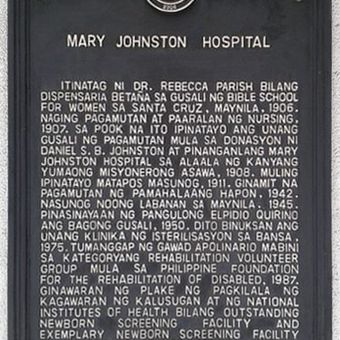 2006
MARY JOHNSTON HOSPITAL
ITINATAG NI DR. REBECCA PARISH BILANG
DISPENSARIA BETANA SA GUSALI NG BIBLE SCHOOL
FOR WOMEN SA SANTA CRUZ, MAYNILA, 1906.
NAGING PAGAMUTAN AT PAARALAN NG NURSING,
1907. SA POOK NA ITO IPINATAYO ANG UNANG
GUSALI NG PAGAMUTAN MULA SA DONASYON NI
DANIEL S.B. JOHNSTON AT PINANGANLANG MARY
JOHNSTON HOSPITAL SA ALAALA NG KANYANG
YUMAONG MISYONERONG ASAWA, 1908. MULING
IPINATAYO MATAPOS MASUNOG, 1911. GINAMIT NA
PAGAMUTAN NG PAMAHALAANG HAPON, 1942.
NASUNOG NOONG LABANAN SA MAYNILA, 1945.
PINASINAYAAN NG PANGULONG ELPIDIO QUIRINO
ANG BAGONG GUSALI, 1950. DITO BINUKSAN ANG
UNANG KLINIKA NG ISTERILISASYON SA BANSA,
1975. TUMANGGAP NG GAWAD APOLINARIO MABINI
SA KATEGORYANG REHABILITATION VOLUNTEER
GROUP MULA SA PHILIPPINE FOUNDATION
FOR THE REHABILITATION OF DISABLED, 1987.
GINAWARAN NG PLAKE NG PAGKILALA NG
KAGAWARAN NG KALUSUGAN AT NG NATIONAL
INSTITUTES OF HEALTH BILANG OUTSTANDING
NEWBORN SCREENING FACILITY AND
EXEMPLARY NEWBORN SCREENING FACILITY